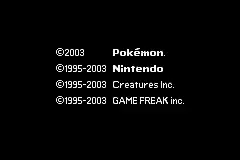 ©2003 Pokémon.
©1995-2003 Nintendo
©1995-2003 Creatures Inc.
©1995-2003 GAME FREAK inc.